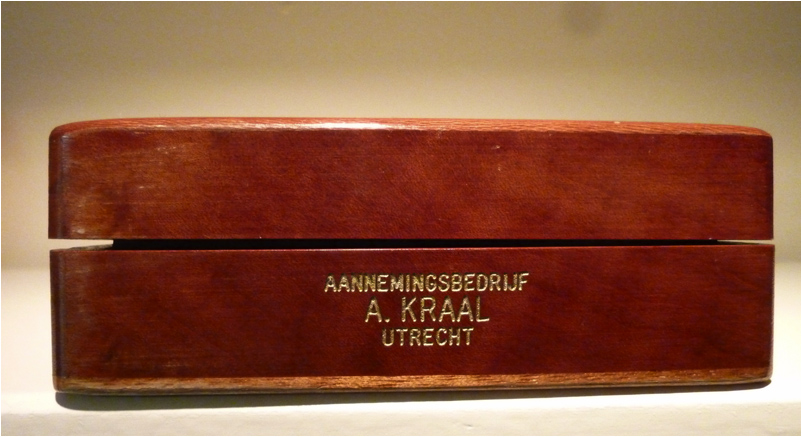 AANNEMINGSBEDRIJF
A. KRAAL
UTRECHT